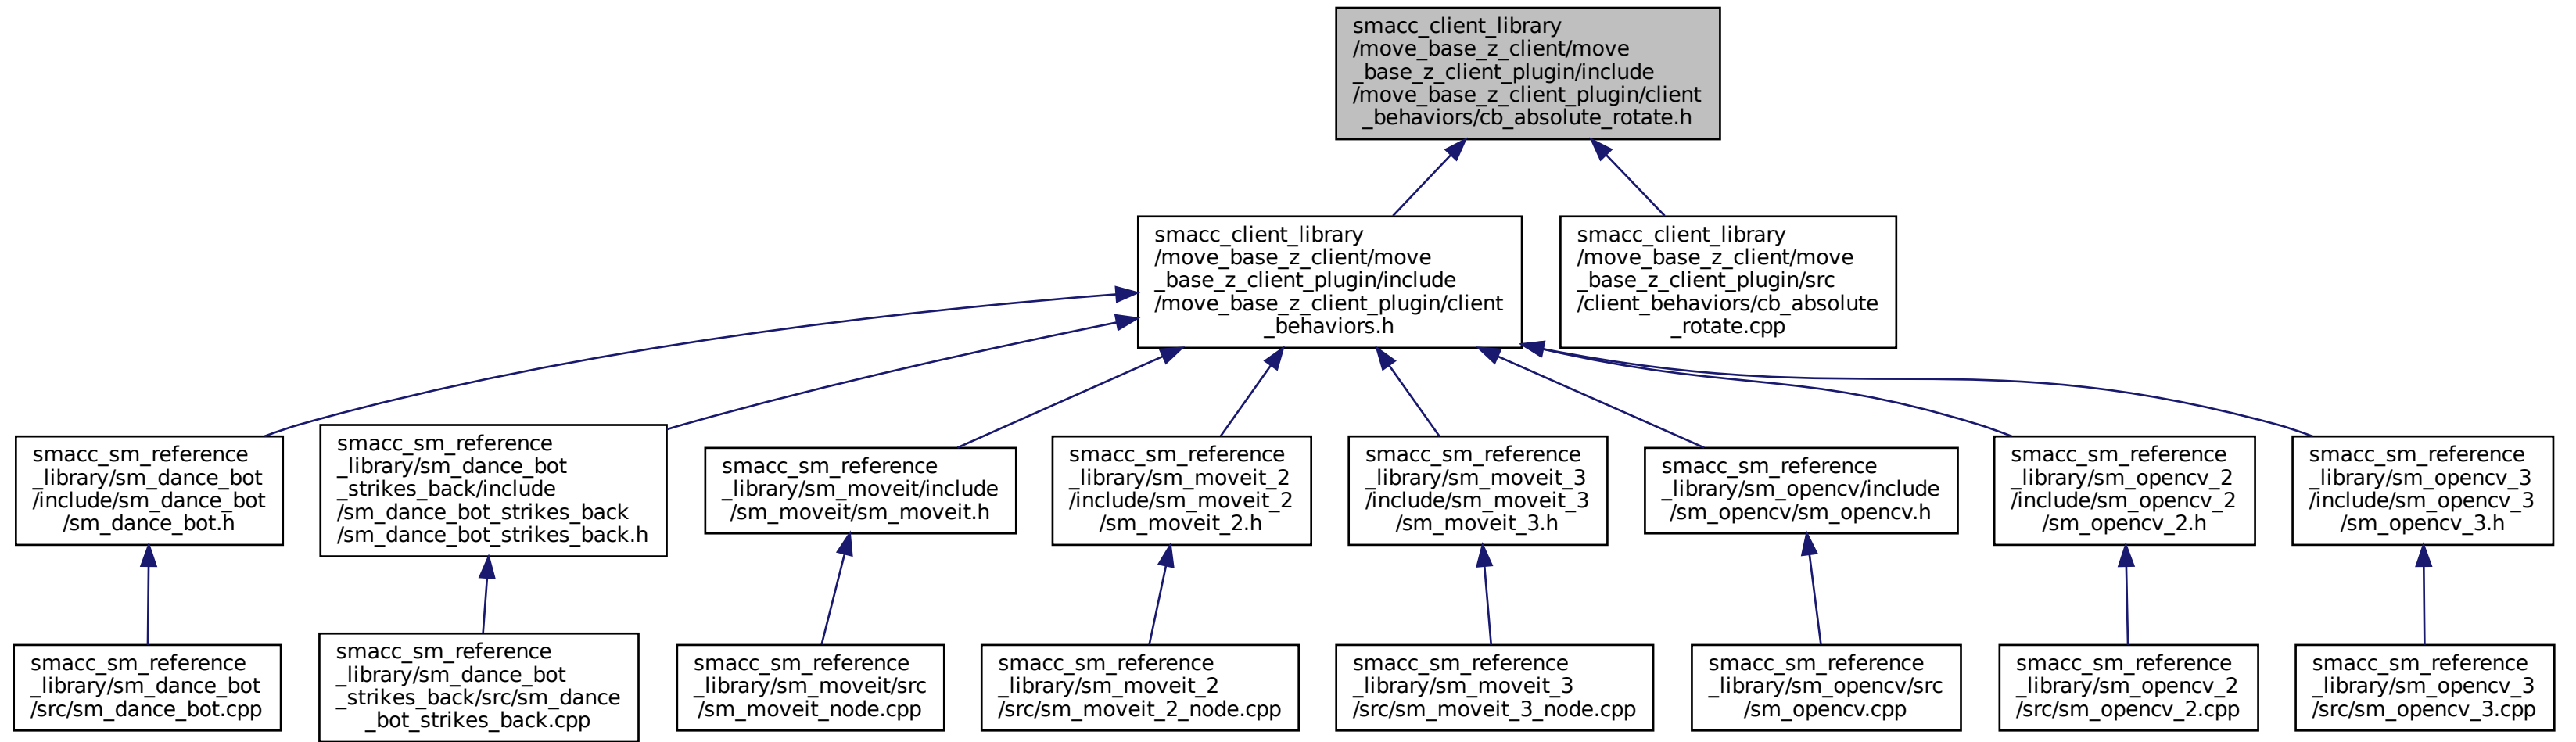 smacc_client_library
/move_base_z_client/move
_base_z_client_plugin/include
/move_base_z_client_plugin/client
_behaviors/cb_absolute_rotate.h
smacc_client_library
/move_base_z_client/move
_base_z_client_plugin/include
/move_base_z_client_plugin/client
_behaviors.h
smacc_client_library
/move_base_z_client/move
_base_z_client_plugin/src
/client_behaviors/cb_absolute
_rotate.cpp
smacc_sm_reference
_library/sm_dance_bot
/include/sm_dance_bot
/sm_dance_bot.h
smacc_sm_reference
_library/sm_dance_bot
_strikes_back/include
/sm_dance_bot_strikes_back
/sm_dance_bot_strikes_back.h
smacc_sm_reference
_library/sm_moveit/include
/sm_moveit/sm_moveit.h
smacc_sm_reference
_library/sm_moveit_2
/include/sm_moveit_2
/sm_moveit_2.h
smacc_sm_reference
_library/sm_moveit_3
/include/sm_moveit_3
/sm_moveit_3.h
smacc_sm_reference
_library/sm_opencv/include
/sm_opencv/sm_opencv.h
smacc_sm_reference
_library/sm_opencv_2
/include/sm_opencv_2
/sm_opencv_2.h
smacc_sm_reference
_library/sm_opencv_3
/include/sm_opencv_3
/sm_opencv_3.h
smacc_sm_reference
_library/sm_dance_bot
/src/sm_dance_bot.cpp
smacc_sm_reference
_library/sm_dance_bot
_strikes_back/src/sm_dance
_bot_strikes_back.cpp
smacc_sm_reference
_library/sm_moveit/src
/sm_moveit_node.cpp
smacc_sm_reference
_library/sm_moveit_2
/src/sm_moveit_2_node.cpp
smacc_sm_reference
_library/sm_moveit_3
/src/sm_moveit_3_node.cpp
smacc_sm_reference
_library/sm_opencv/src
/sm_opencv.cpp
smacc_sm_reference
_library/sm_opencv_2
/src/sm_opencv_2.cpp
smacc_sm_reference
_library/sm_opencv_3
/src/sm_opencv_3.cpp